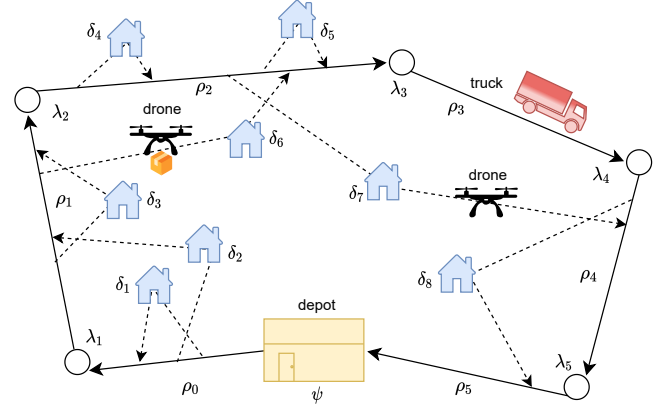 δ₄
δ₅
ρ₂
λ₃
truck
ρ₃
λ₂
drone
δ₆
λ₄
drone
δ₇
ρ₁
δ₃
δ₂
δ₈
ρ₄
δ₁
depot
λ₁
λ₅
ρ₀
ψ
ρ₅